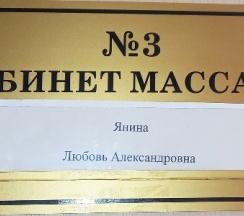 №3
БИНЕТ МАССА
Янина
Любовь Александровна